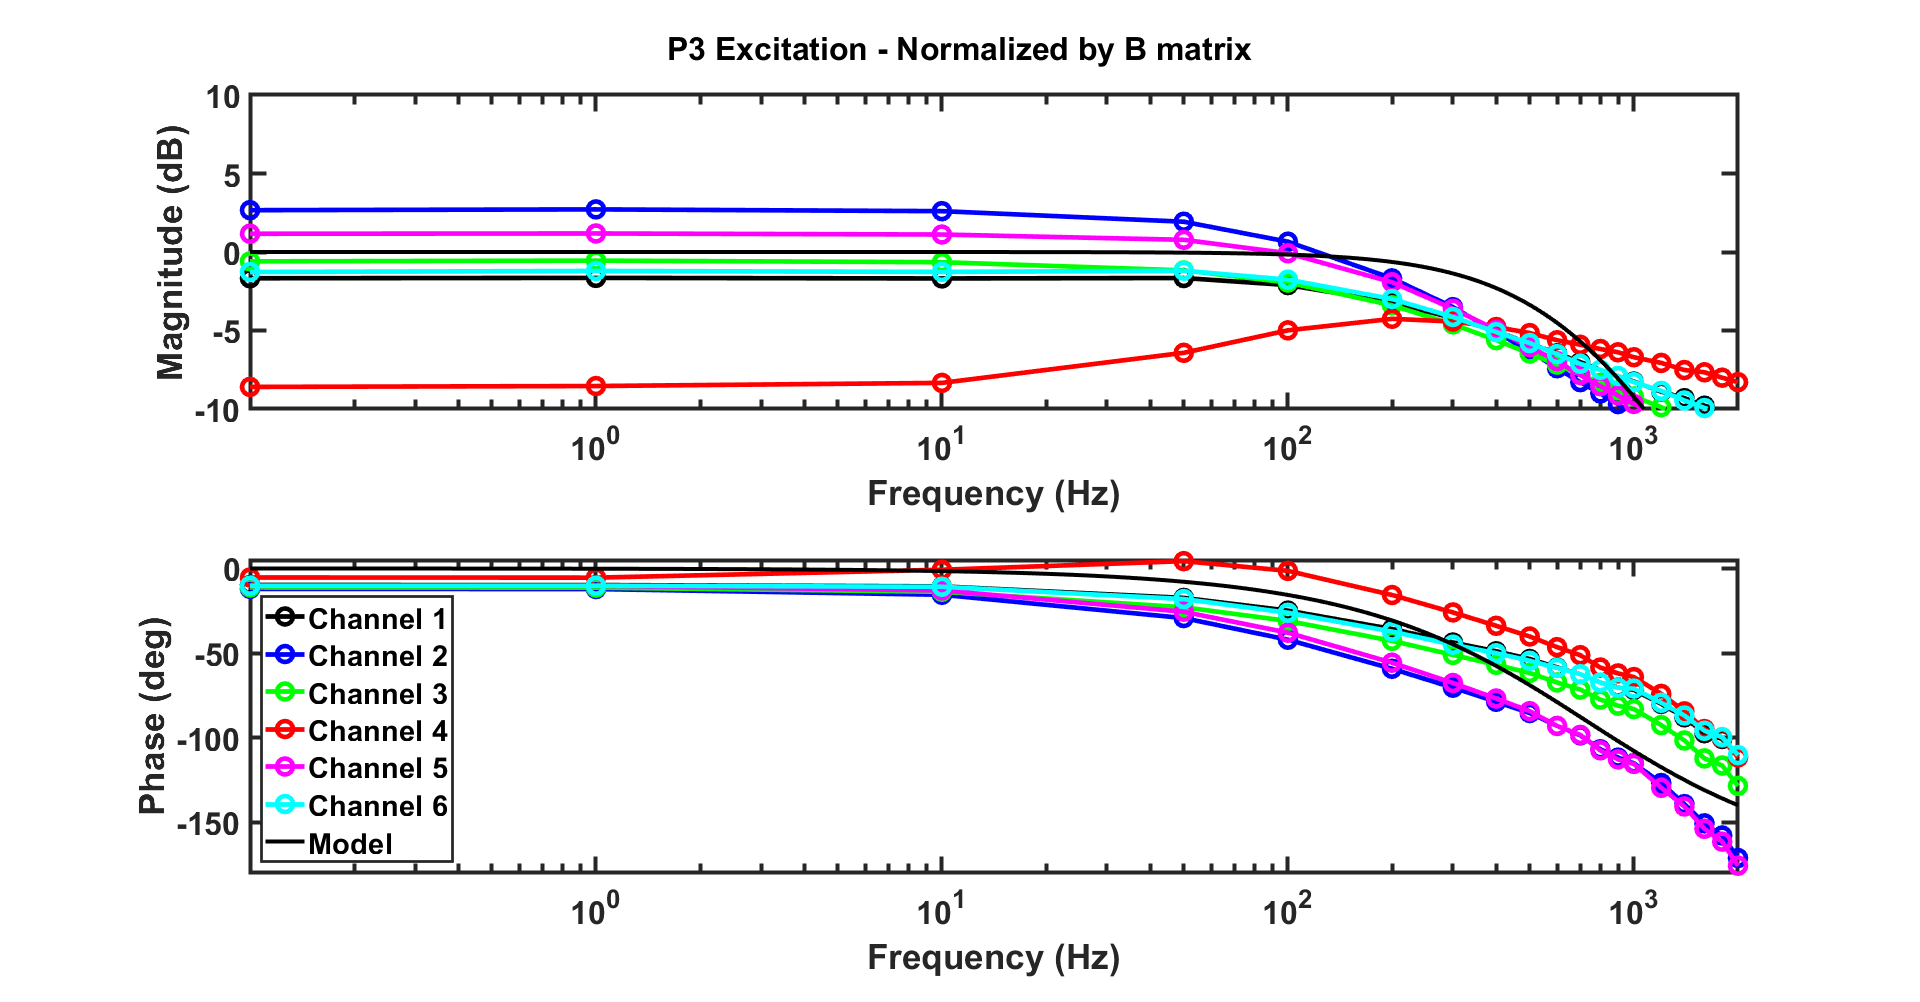 P3 Excitation - Normalized by B matrix
Magnitude (dB)
10
5
0
-5
-10
10^0
10^1
10^2
10^3
Frequency (Hz)
Phase (deg)
0
-50
-100
-150
Channel 1
Channel 2
Channel 3
Channel 4
Channel 5
Channel 6
Model
10^0
10^1
10^2
10^3
Frequency (Hz)